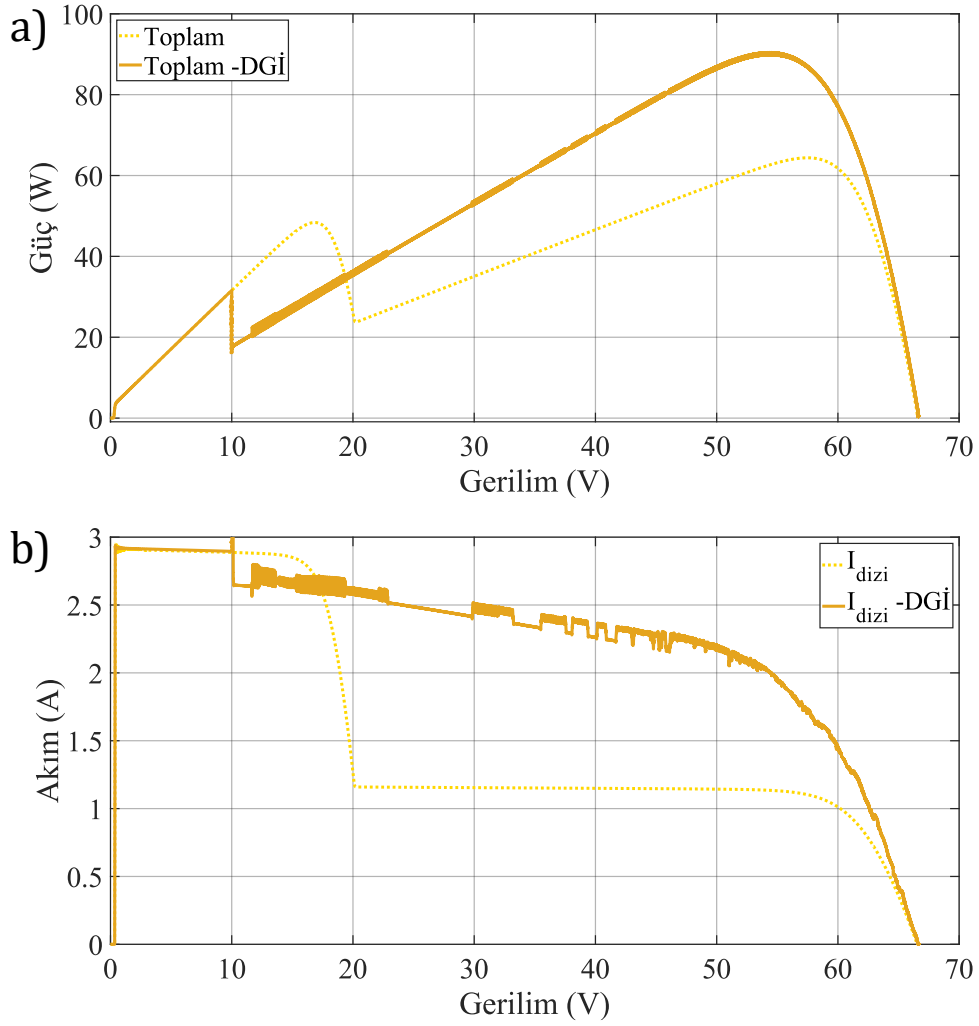 a)
100
80
60
40
20
0
Güç (W)
Toplam
Toplam -DGİ
0 10 20 30 40 50 60 70
Gerilim (V)
b)
3
2.5
2
1.5
1
0.5
0
Akım (A)
I_dizi
I_dizi -DGİ
0 10 20 30 40 50 60 70
Gerilim (V)